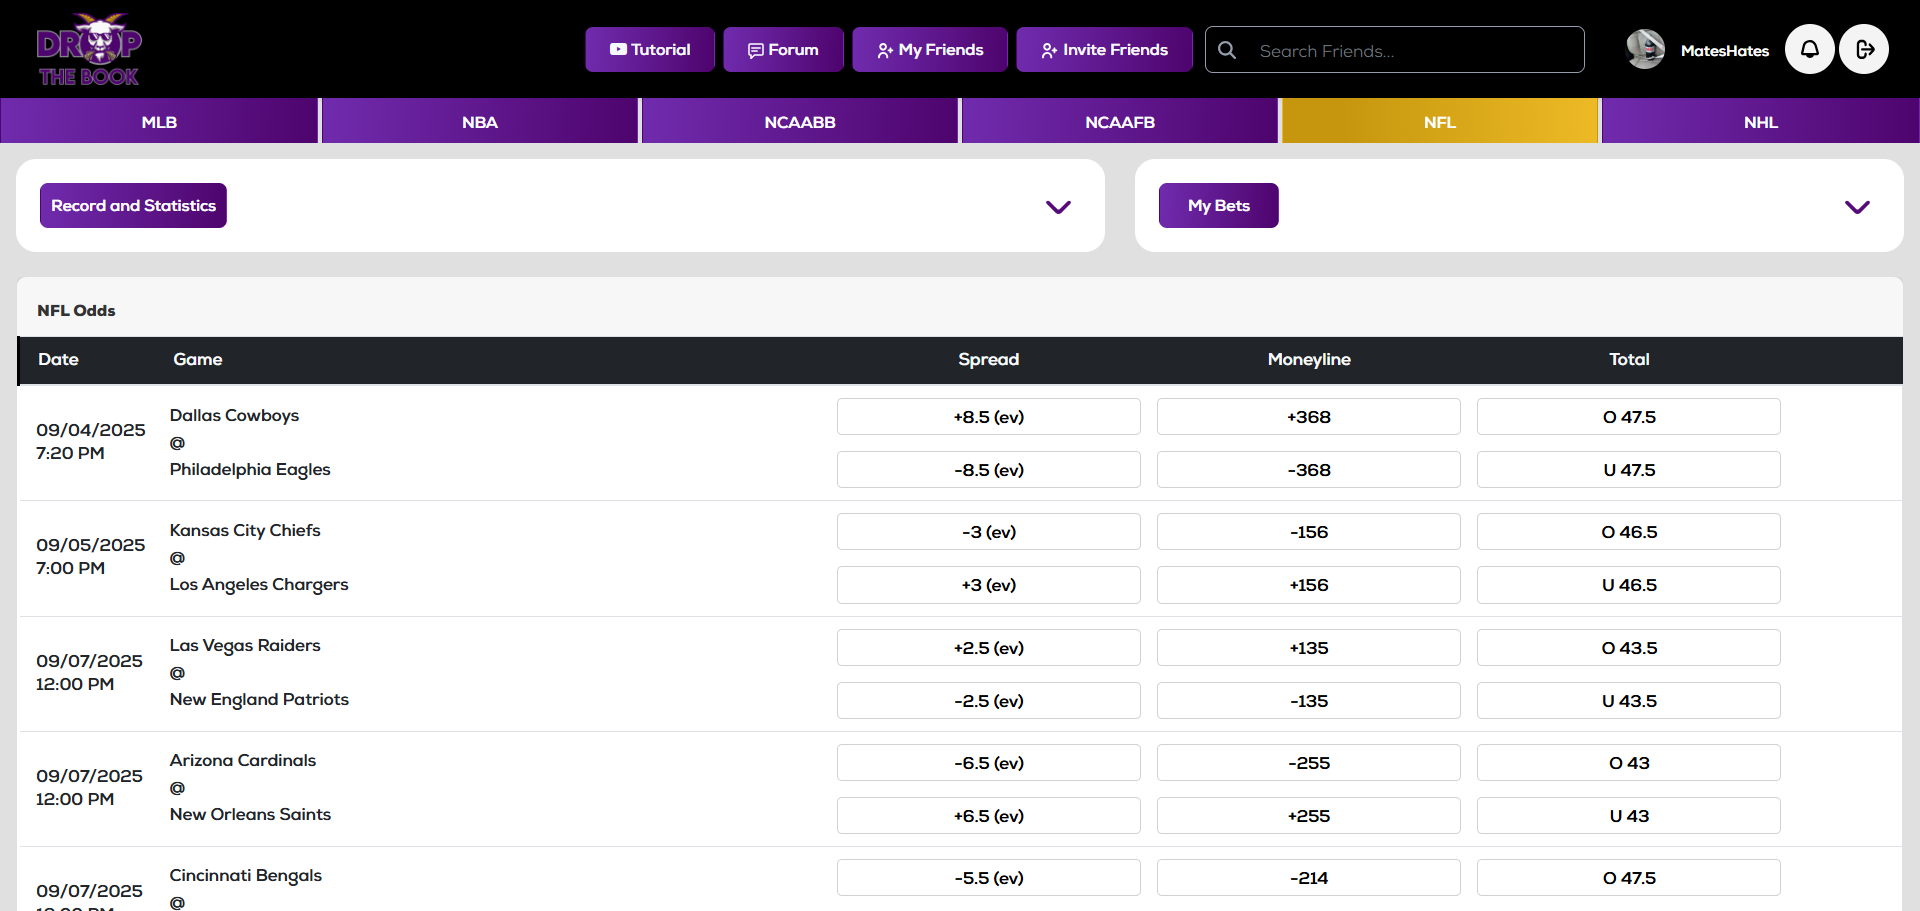 DROP
THE BOOK
Tutorial
Forum
My Friends
Invite Friends
Search Friends...
MatesHates
MLB
NBA
NCAABB
NCAAFB
NFL
NHL
Record and Statistics
My Bets
NFL Odds
Date Game Spread Moneyline Total
09/04/2025
7:20 PM
Dallas Cowboys
@
Philadelphia Eagles
+8.5 (ev) +368 O 47.5
-8.5 (ev) -368 U 47.5
09/05/2025
7:00 PM
Kansas City Chiefs
@
Los Angeles Chargers
-3 (ev) -156 O 46.5
+3 (ev) +156 U 46.5
09/07/2025
12:00 PM
Las Vegas Raiders
@
New England Patriots
+2.5 (ev) +135 O 43.5
-2.5 (ev) -135 U 43.5
09/07/2025
12:00 PM
Arizona Cardinals
@
New Orleans Saints
-6.5 (ev) -255 O 43
+6.5 (ev) +255 U 43
09/07/2025
Cincinnati Bengals
@
-5.5 (ev) -214 O 47.5